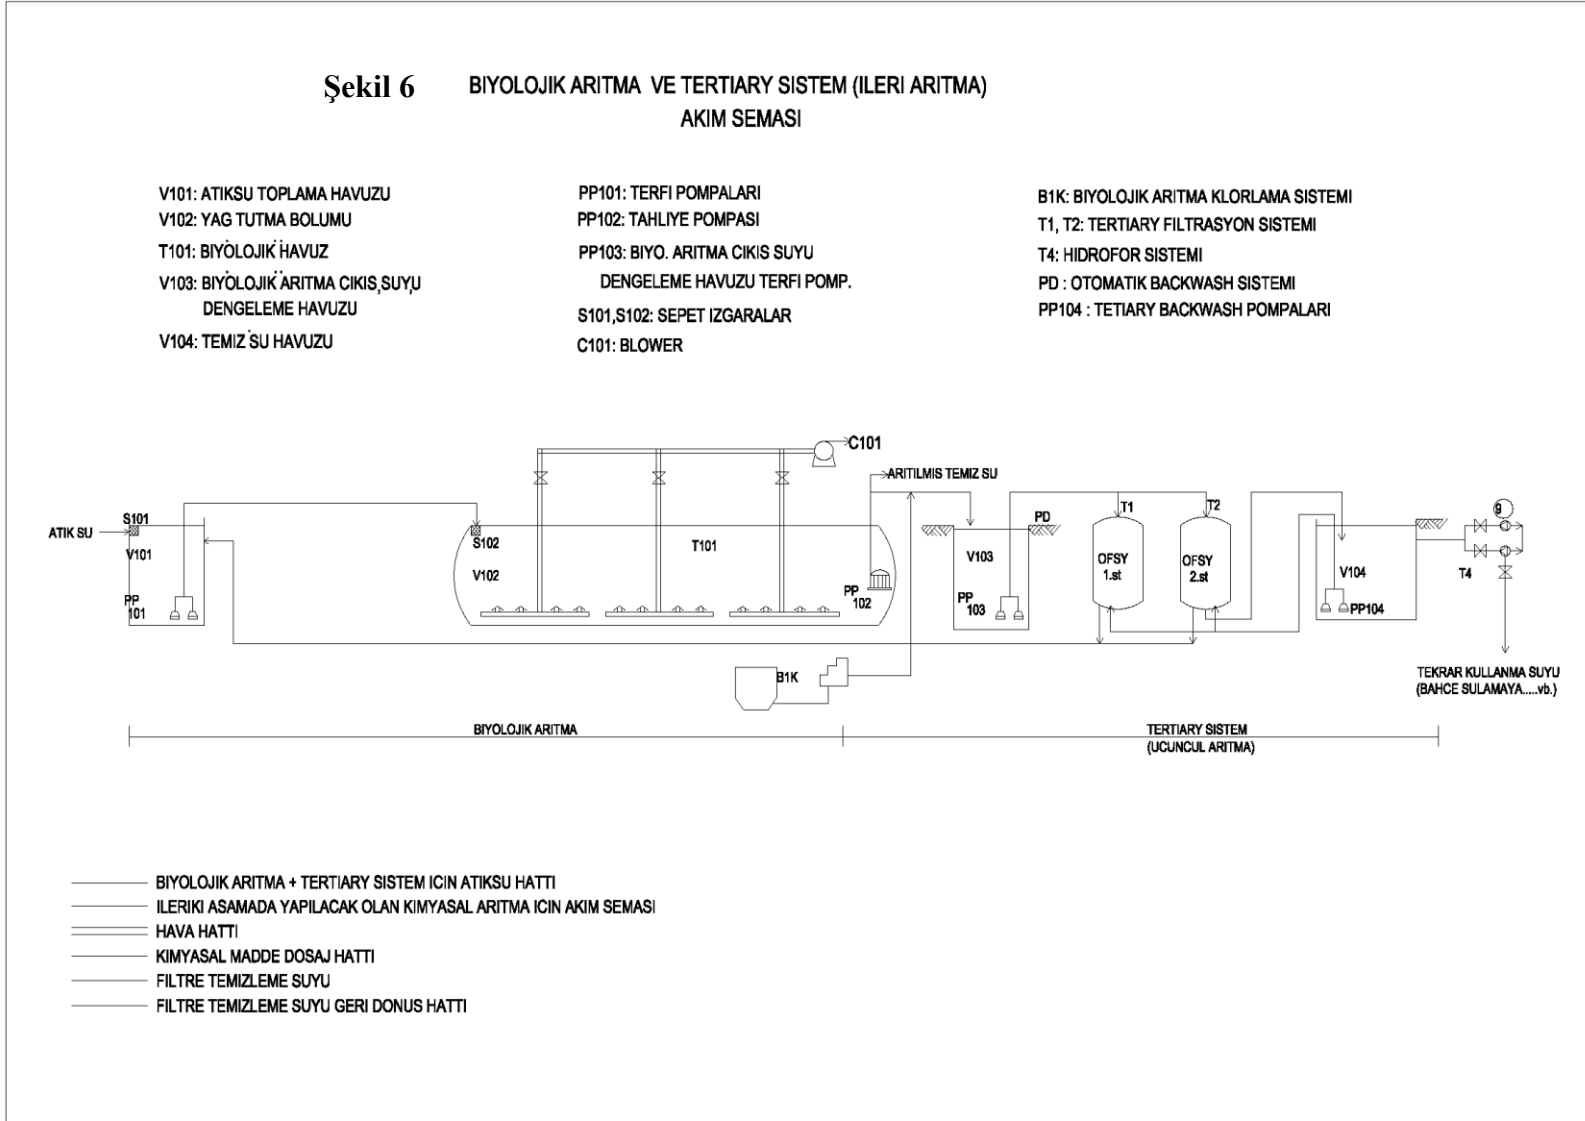 Şekil 6
BIYOLOJIK ARITMA VE TERTIARY SISTEM (ILERI ARITMA)
AKIM SEMASI
V101: ATIKSU TOPLAMA HAVUZU
V102: YAG TUTMA BOLUMU
T101: BIYOLOJIK HAVUZ
V103: BIYOLOJIK ARITMA CIKIS SUYU
DENGELEME HAVUZU
V104: TEMIZ SU HAVUZU
PP101: TERFI POMPALARI
PP102: TAHLIYE POMPASI
PP103: BIYO. ARITMA CIKIS SUYU
DENGELEME HAVUZU TERFI POMP.
S101,S102: SEPET IZGARALAR
C101: BLOWER
B1K: BIYOLOJIK ARITMA KLORLAMA SISTEMI
T1, T2: TERTIARY FILTRASYON SISTEMI
T4: HIDROFOR SISTEMI
PD : OTOMATIK BACKWASH SISTEMI
PP104 : TETIARY BACKWASH POMPALARI
C101
ARITILMIS TEMIZ SU
ATIK SU
S101
V101
PP
101
S102
V102
T101
PP
102
V103
PD
PP
103
T1
OFSY
1.st
T2
OFSY
2.st
V104
PP104
9
T4
TEKRAR KULLANMA SUYU
(BAHCE SULAMAYA.....vb.)
B1K
BIYOLOJIK ARITMA
TERTIARY SISTEM
(UCUNCUL ARITMA)
BIYOLOJIK ARITMA + TERTIARY SISTEM ICIN ATIKSU HATTI
ILERIKI ASAMADA YAPILACAK OLAN KIMYASAL ARITMA ICIN AKIM SEMASI
HAVA HATTI
KIMYASAL MADDE DOSAJ HATTI
FILTRE TEMIZLEME SUYU
FILTRE TEMIZLEME SUYU GERI DONUS HATTI